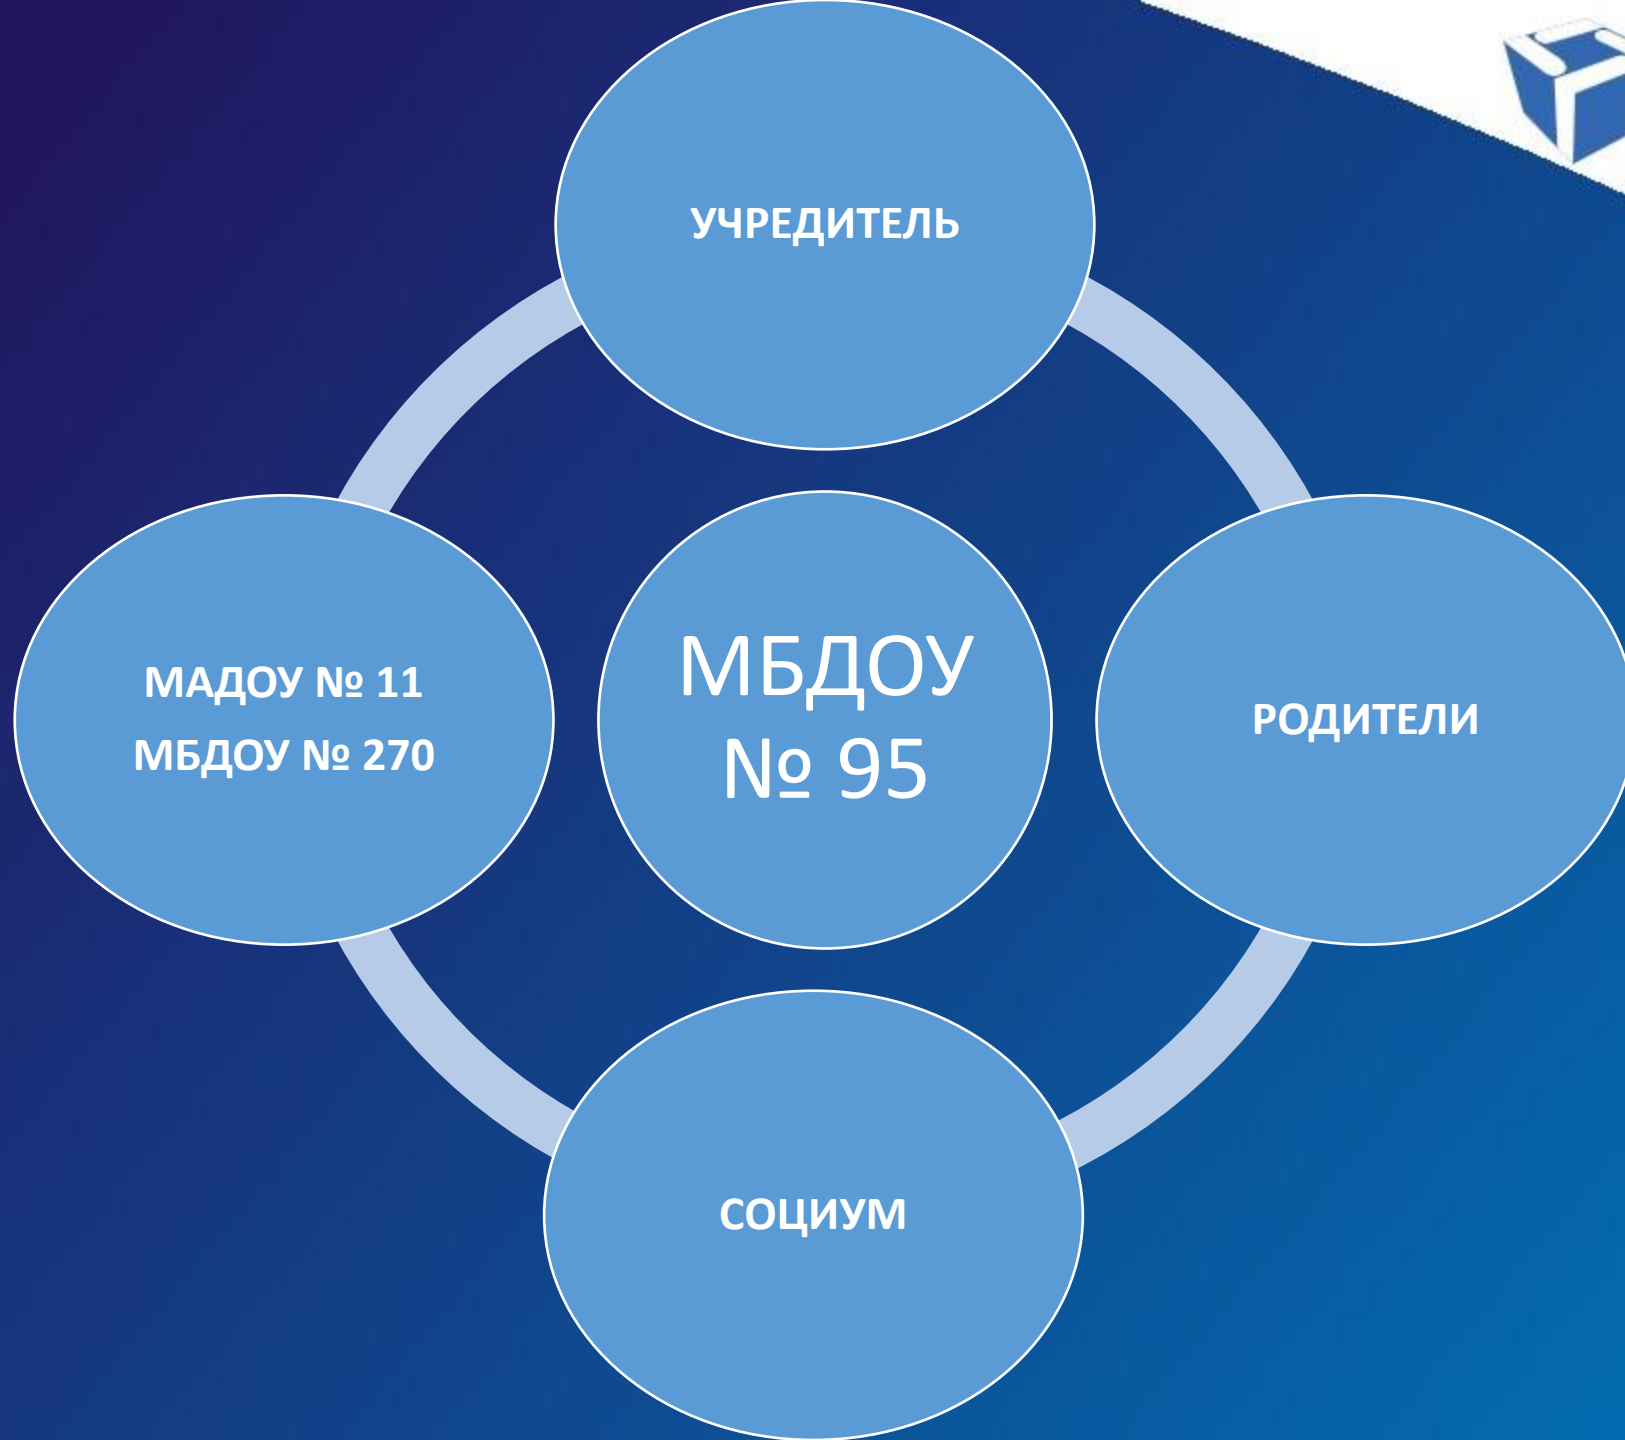 УЧРЕДИТЕЛЬ
МАДОУ № 11
МБДОУ № 270
МБДОУ
№ 95
РОДИТЕЛИ
СОЦИУМ